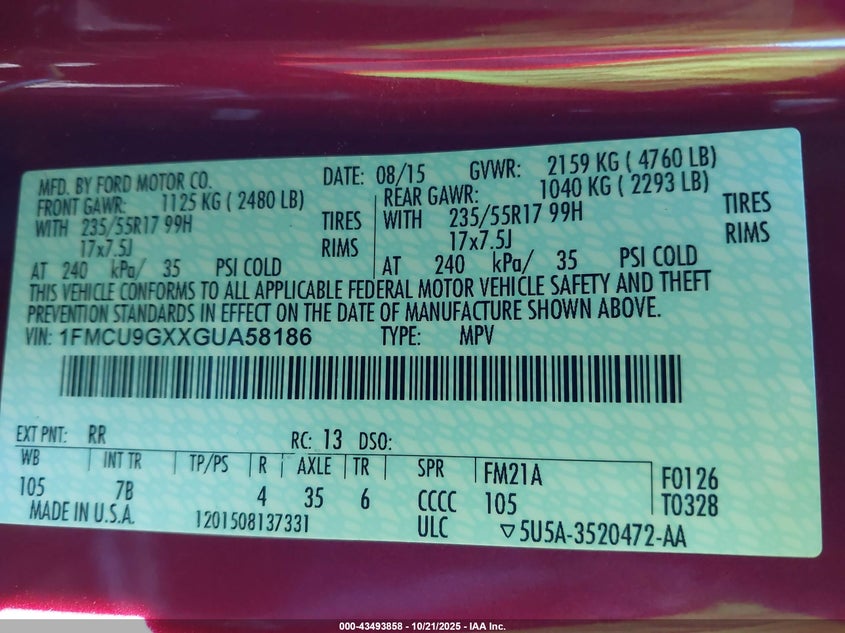 MFD. BY FORD MOTOR CO. DATE: 08/15 GVWR: 2159 KG ( 4760 LB)
FRONT GAWR: 1125 KG ( 2480 LB) REAR GAWR: 1040 KG ( 2293 LB)
WITH 235/55R17 99H TIRES WITH 235/55R17 99H TIRES
17x7.5J RIMS 17x7.5J RIMS
AT 240 kPa/ 35 PSI COLD AT 240 kPa/ 35 PSI COLD
THIS VEHICLE CONFORMS TO ALL APPLICABLE FEDERAL MOTOR VEHICLE SAFETY AND THEFT
PREVENTION STANDARDS IN EFFECT ON THE DATE OF MANUFACTURE SHOWN ABOVE.
VIN: 1FMCU9GXXGUA58186 TYPE: MPV
EXT PNT: RR RC: 13 DSO:
WB INT TR TP/PS R AXLE TR SPR FM21A F0126
105 7B 4 35 6 CCCC 105 T0328
MADE IN U.S.A. 1201508137331 ULC ▽5U5A-3520472-AA
000-43493858 - 10/21/2025 - IAA Inc.